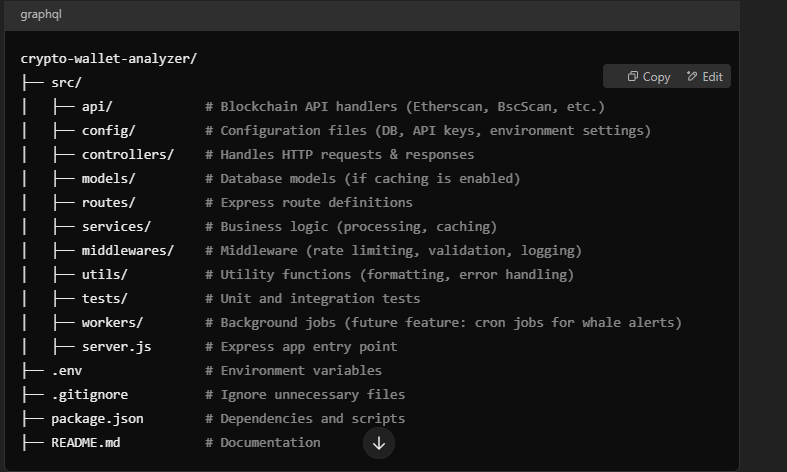 graphql
crypto-wallet-analyzer/
Copy Edit
├── src/
│   ├── api/            # Blockchain API handlers (Etherscan, BscScan, etc.)
│   ├── config/         # Configuration files (DB, API keys, environment settings)
│   ├── controllers/    # Handles HTTP requests & responses
│   ├── models/         # Database models (if caching is enabled)
│   ├── routes/         # Express route definitions
│   ├── services/       # Business logic (processing, caching)
│   ├── middlewares/    # Middleware (rate limiting, validation, logging)
│   ├── utils/          # Utility functions (formatting, error handling)
│   ├── tests/          # Unit and integration tests
│   ├── workers/        # Background jobs (future feature: cron jobs for whale alerts)
│   ├── server.js       # Express app entry point
├── .env                # Environment variables
├── .gitignore          # Ignore unnecessary files
├── package.json        # Dependencies and scripts
├── README.md           # Documentation